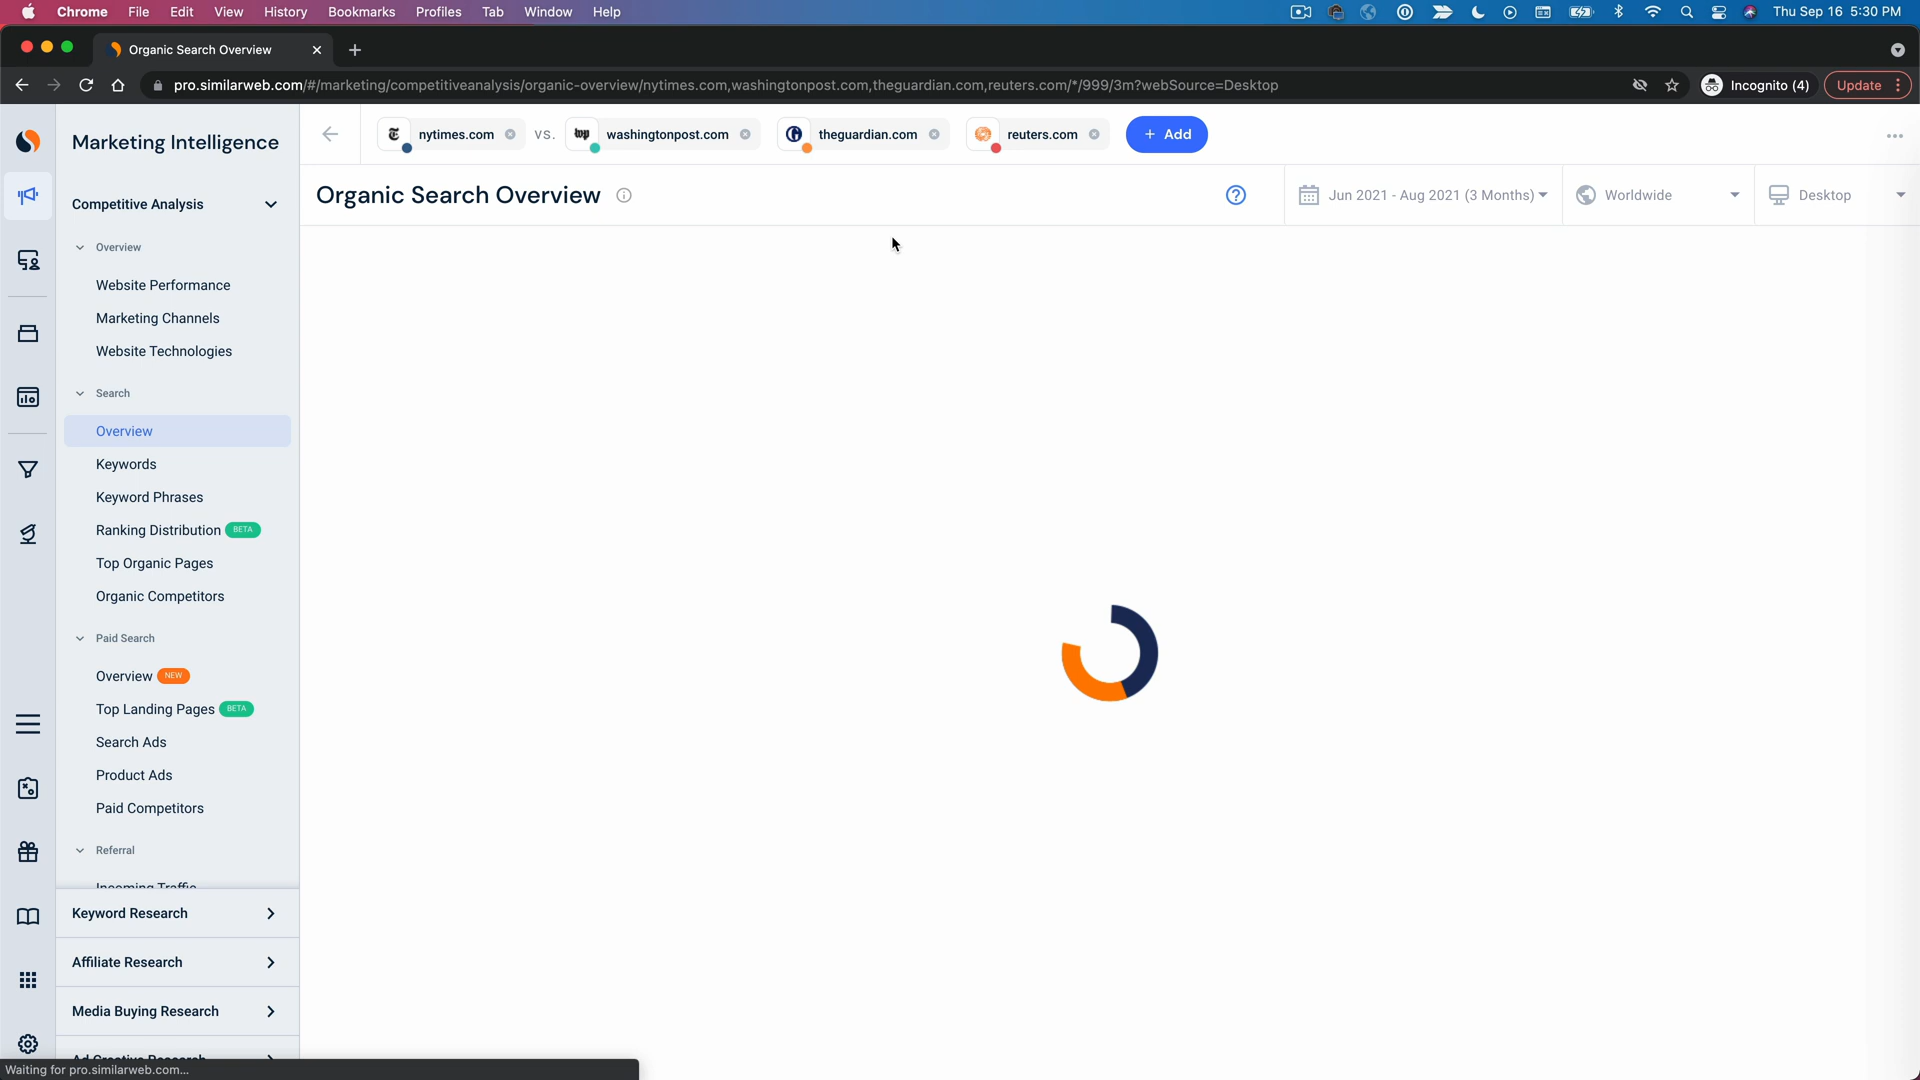 Chrome File Edit View History Bookmarks Profiles Tab Window Help Thu Sep 16 5:30 PM
Organic Search Overview
pro.similarweb.com/#/marketing/competitiveanalysis/organic-overview/nytimes.com,washingtonpost.com,theguardian.com,reuters.com/*/999/3m?webSource=Desktop Incognito (4) Update
Marketing Intelligence
nytimes.com vs. washingtonpost.com theguardian.com reuters.com + Add
Organic Search Overview Jun 2021 - Aug 2021 (3 Months) Worldwide Desktop
Competitive Analysis
Overview
Website Performance
Marketing Channels
Website Technologies
Search
Overview
Keywords
Keyword Phrases
Ranking Distribution BETA
Top Organic Pages
Organic Competitors
Paid Search
Overview NEW
Top Landing Pages BETA
Search Ads
Product Ads
Paid Competitors
Referral
Incoming Traffic
Keyword Research
Affiliate Research
Media Buying Research
Ad Creative Research
Waiting for pro.similarweb.com...